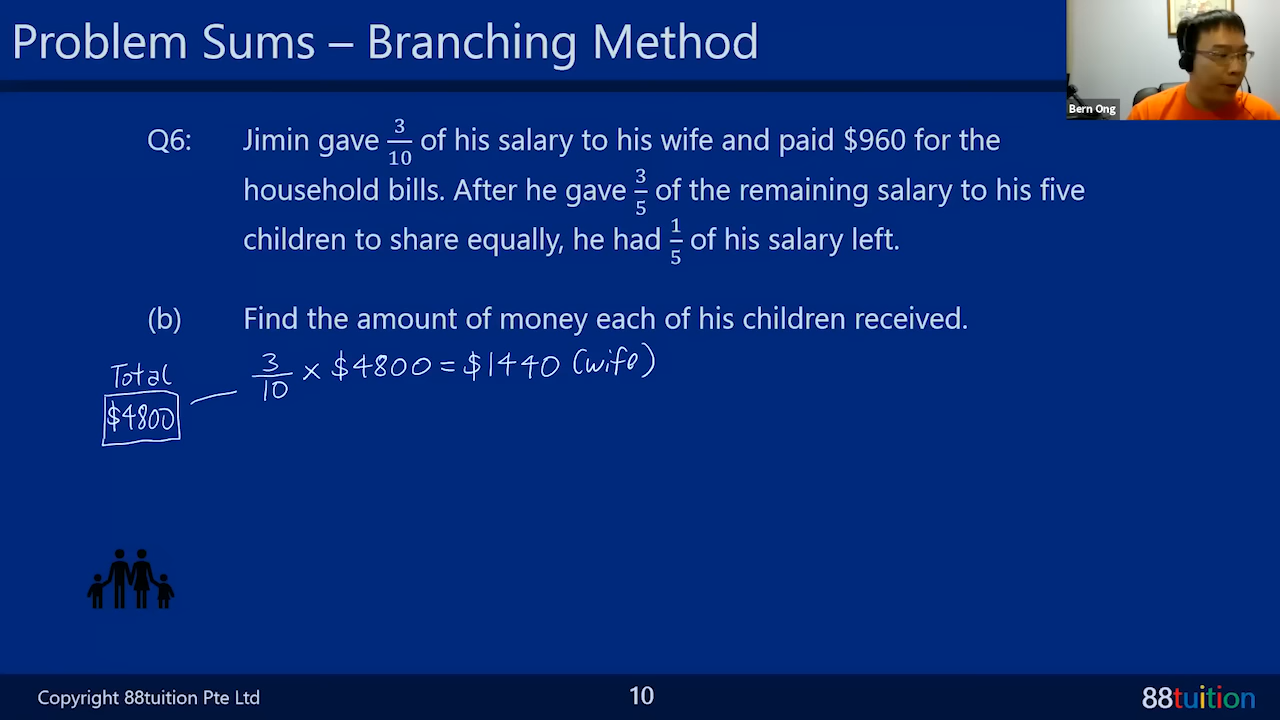 Problem Sums – Branching Method
Bern Ong
Q6: Jimin gave 3/10 of his salary to his wife and paid $960 for the
household bills. After he gave 3/5 of the remaining salary to his five
children to share equally, he had 1/5 of his salary left.
(b) Find the amount of money each of his children received.
Total
$4800
3/10 × $4800 = $1440 (wife)
Copyright 88tuition Pte Ltd
10
88tuition